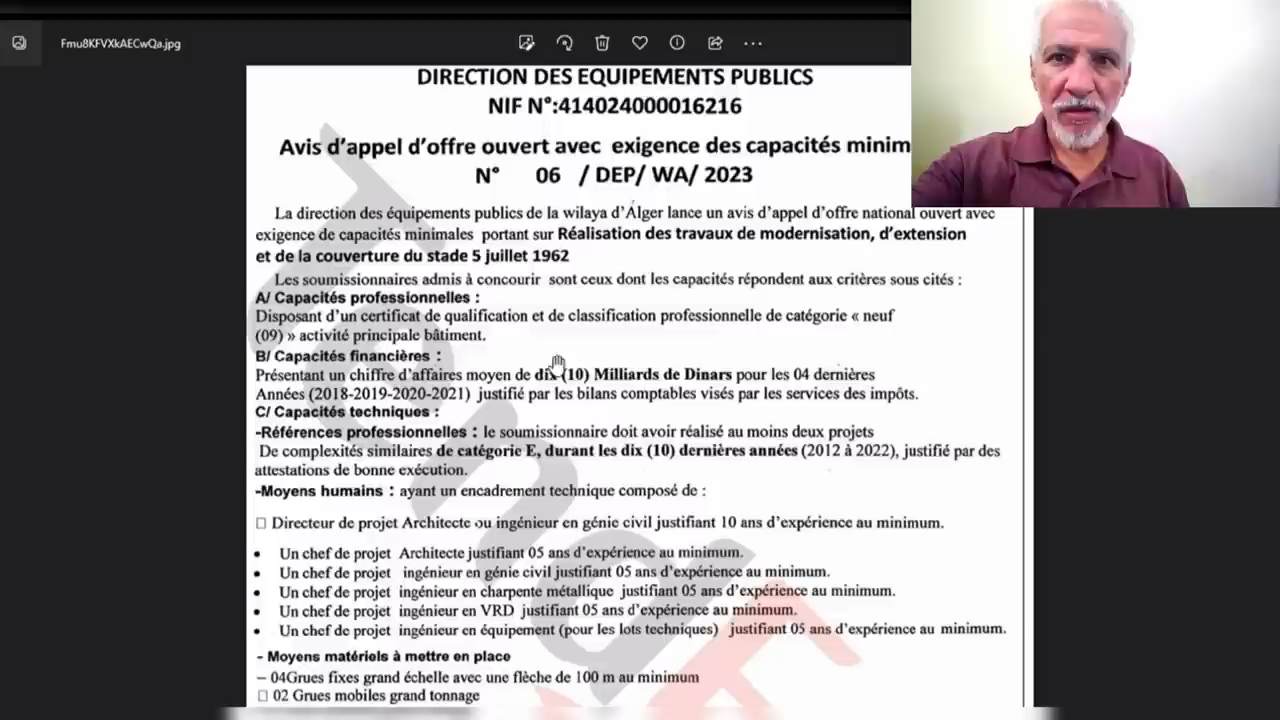 Fmu8KFVXkAECwQa.jpg
DIRECTION DES EQUIPEMENTS PUBLICS
NIF N°:414024000016216
Avis d'appel d'offre ouvert avec exigence des capacités minim
N° 06 / DEP/ WA/ 2023
La direction des équipements publics de la wilaya d'Alger lance un avis d'appel d'offre national ouvert avec
exigence de capacités minimales portant sur Réalisation des travaux de modernisation, d'extension
et de la couverture du stade 5 juillet 1962
Les soumissionnaires admis à concourir sont ceux dont les capacités répondent aux critères sous cités :
A/ Capacités professionnelles :
Disposant d'un certificat de qualification et de classification professionnelle de catégorie « neuf
(09) » activité principale bâtiment.
B/ Capacités financières :
Présentant un chiffre d'affaires moyen de dix (10) Milliards de Dinars pour les 04 dernières
Années (2018-2019-2020-2021) justifié par les bilans comptables visés par les services des impôts.
C/ Capacités techniques :
-Références professionnelles : le soumissionnaire doit avoir réalisé au moins deux projets
De complexités similaires de catégorie E, durant les dix (10) dernières années (2012 à 2022), justifié par des
attestations de bonne exécution.
-Moyens humains : ayant un encadrement technique composé de :
□ Directeur de projet Architecte ou ingénieur en génie civil justifiant 10 ans d'expérience au minimum.
• Un chef de projet Architecte justifiant 05 ans d'expérience au minimum.
• Un chef de projet ingénieur en génie civil justifiant 05 ans d'expérience au minimum.
• Un chef de projet ingénieur en charpente métallique justifiant 05 ans d'expérience au minimum.
• Un chef de projet ingénieur en VRD justifiant 05 ans d'expérience au minimum.
• Un chef de projet ingénieur en équipement (pour les lots techniques) justifiant 05 ans d'expérience au minimum.
- Moyens matériels à mettre en place
– 04Grues fixes grand échelle avec une flèche de 100 m au minimum
□ 02 Grues mobiles grand tonnage